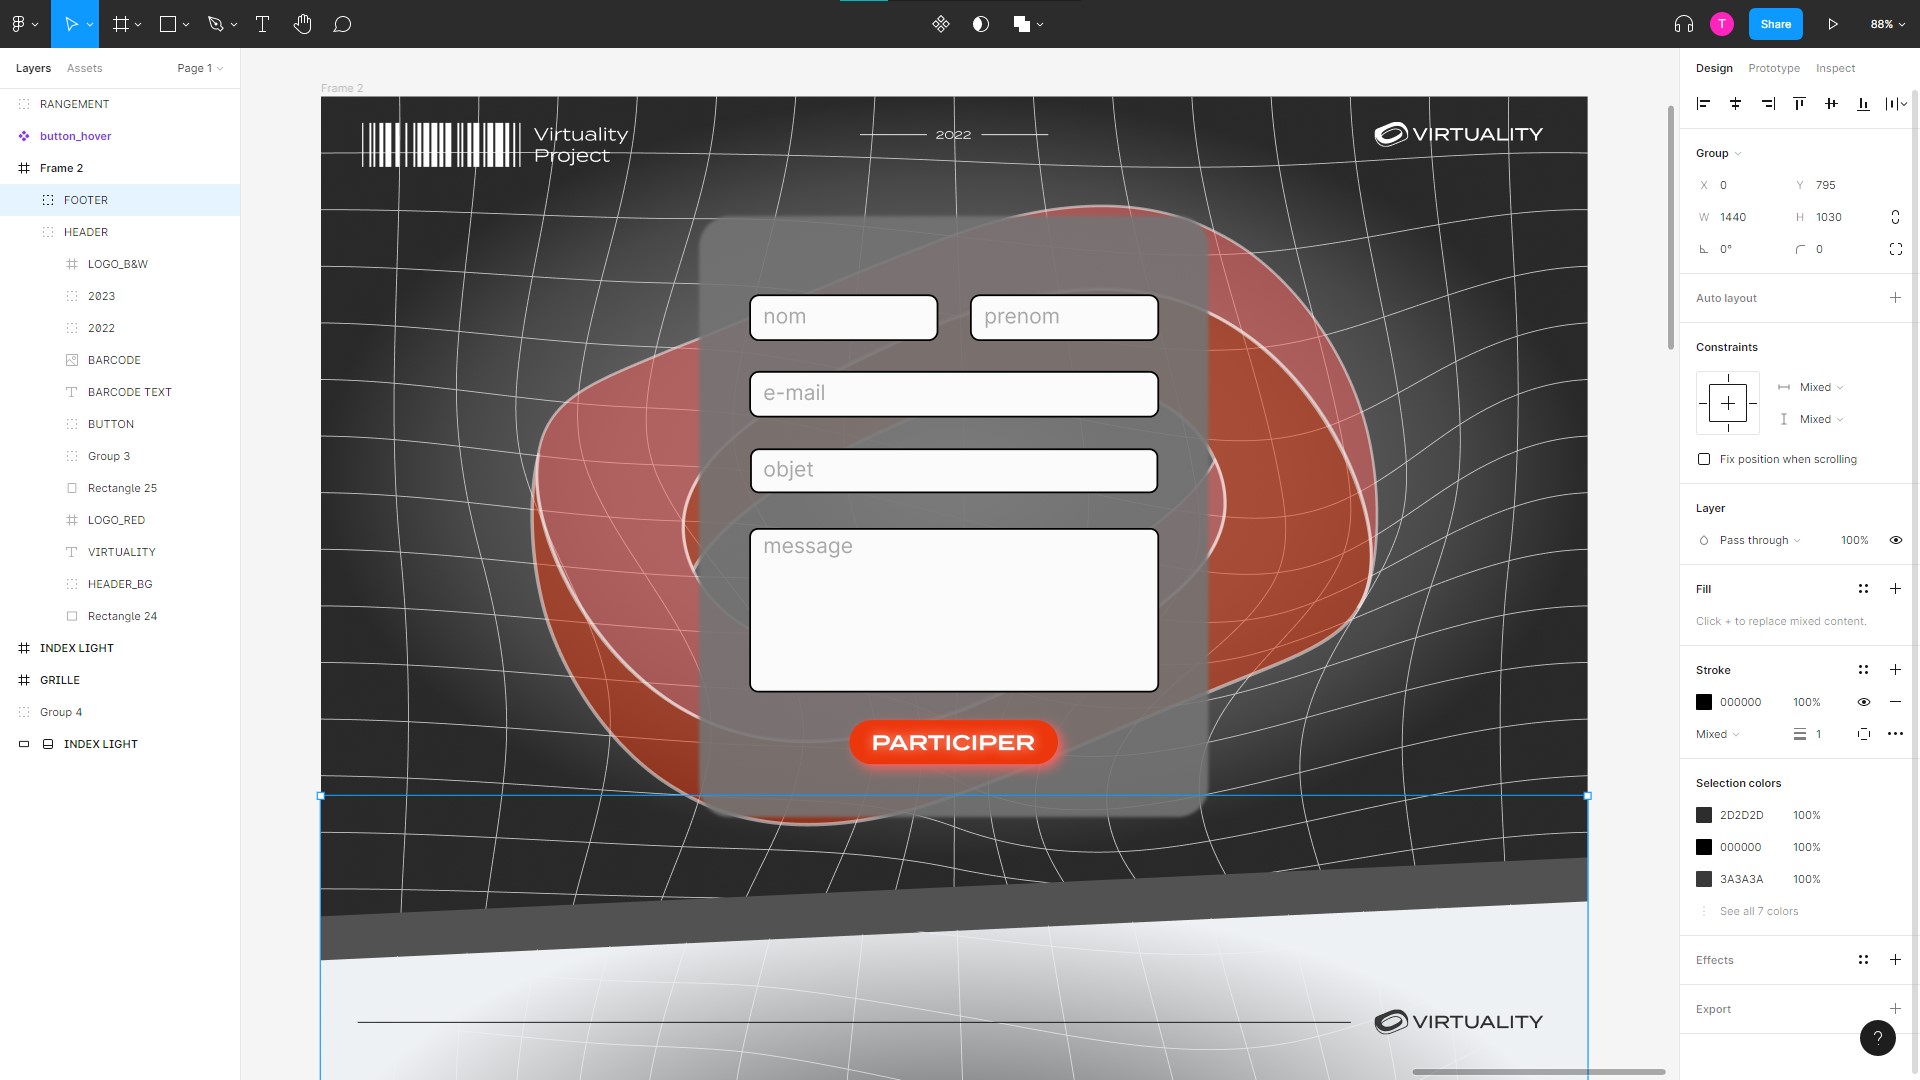 T
Share
88%
Layers
Assets
Page 1
RANGEMENT
button_hover
Frame 2
FOOTER
HEADER
LOGO_B&W
2023
2022
BARCODE
BARCODE TEXT
BUTTON
Group 3
Rectangle 25
LOGO_RED
VIRTUALITY
HEADER_BG
Rectangle 24
INDEX LIGHT
GRILLE
Group 4
INDEX LIGHT
Frame 2
Virtuality
Project
2022
VIRTUALITY
nom
prenom
e-mail
objet
message
PARTICIPER
VIRTUALITY
Design
Prototype
Inspect
Group
X 0
Y 795
W 1440
H 1030
0°
0
Auto layout
Constraints
Mixed
Mixed
Fix position when scrolling
Layer
Pass through
100%
Fill
Click + to replace mixed content.
Stroke
000000
100%
Mixed
1
Selection colors
2D2D2D
100%
000000
100%
3A3A3A
100%
See all 7 colors
Effects
Export
?